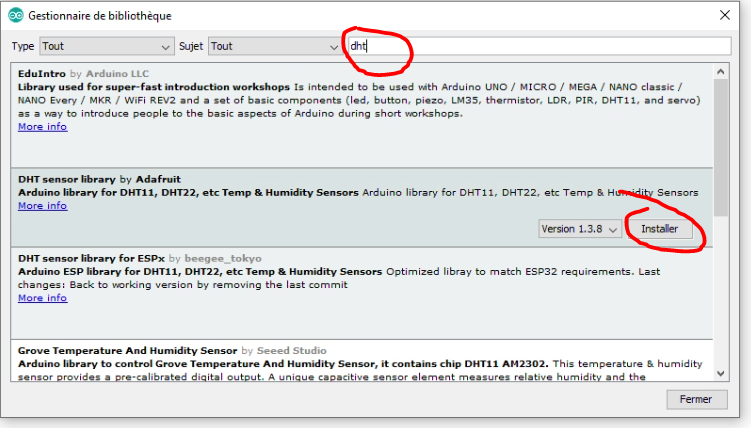 Gestionnaire de bibliothèque
Type Tout Sujet Tout dht
EduIntro by Arduino LLC
Library used for super-fast introduction workshops Is intended to be used with Arduino UNO / MICRO / MEGA / NANO classic /
NANO Every / MKR / WiFi REV2 and a set of basic components (led, button, piezo, LM35, thermistor, LDR, PIR, DHT11, and servo)
as a way to introduce people to the basic aspects of Arduino during short workshops.
More info
DHT sensor library by Adafruit
Arduino library for DHT11, DHT22, etc Temp & Humidity Sensors Arduino library for DHT11, DHT22, etc Temp & Humidity Sensors
More info
Version 1.3.8 Installer
DHT sensor library for ESPx by beegee_tokyo
Arduino ESP library for DHT11, DHT22, etc Temp & Humidity Sensors Optimized libray to match ESP32 requirements. Last
changes: Back to working version by removing the last commit
More info
Grove Temperature And Humidity Sensor by Seeed Studio
Arduino library to control Grove Temperature And Humidity Sensor, it contains chip DHT11 AM2302. This temperature & humidity
sensor provides a pre-calibrated digital output. A unique capacitive sensor element measures relative humidity and the
Fermer